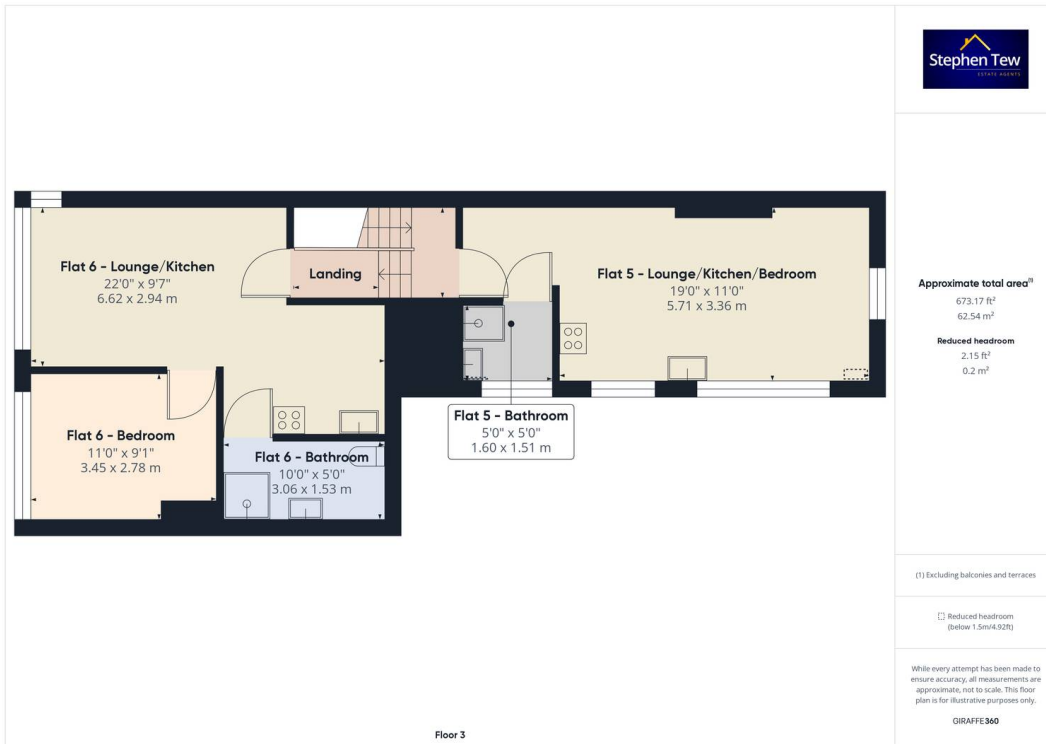 Stephen Tew
ESTATE AGENTS
Flat 6 - Lounge/Kitchen
22'0" x 9'7"
6.62 x 2.94 m
Landing
Flat 5 - Lounge/Kitchen/Bedroom
19'0" x 11'0"
5.71 x 3.36 m
Flat 5 - Bathroom
5'0" x 5'0"
1.60 x 1.51 m
Flat 6 - Bedroom
11'0" x 9'1"
3.45 x 2.78 m
Flat 6 - Bathroom
10'0" x 5'0"
3.06 x 1.53 m
Floor 3
Approximate total area⁽¹⁾
673.17 ft²
62.54 m²
Reduced headroom
2.15 ft²
0.2 m²
(1) Excluding balconies and terraces
Reduced headroom
(below 1.5m/4.92ft)
While every attempt has been made to
ensure accuracy, all measurements are
approximate, not to scale. This floor
plan is for illustrative purposes only.
GIRAFFE360